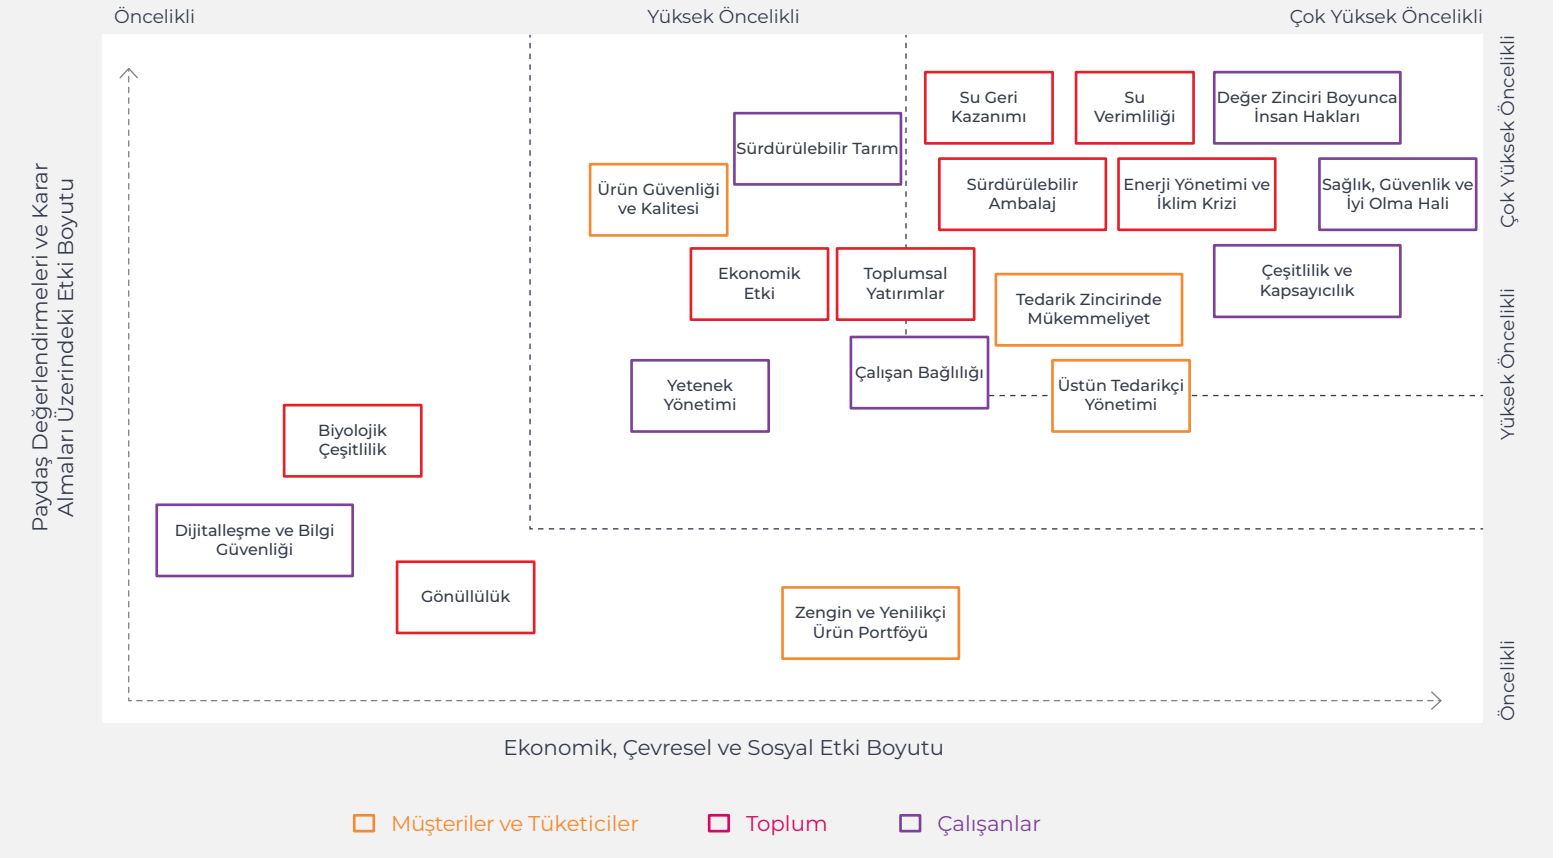 Öncelikli
Yüksek Öncelikli
Çok Yüksek Öncelikli
Çok Yüksek Öncelikli
Yüksek Öncelikli
Öncelikli
Paydaş Değerlendirmeleri ve Karar
Almaları Üzerindeki Etki Boyutu
Su Geri
Kazanımı
Su
Verimliliği
Değer Zinciri Boyunca
İnsan Hakları
Sürdürülebilir Tarım
Ürün Güvenliği
ve Kalitesi
Sürdürülebilir
Ambalaj
Enerji Yönetimi ve
İklim Krizi
Sağlık, Güvenlik ve
İyi Olma Hali
Ekonomik
Etki
Toplumsal
Yatırımlar
Tedarik Zincirinde
Mükemmeliyet
Çeşitlilik ve
Kapsayıcılık
Yetenek
Yönetimi
Çalışan Bağlılığı
Üstün Tedarikçi
Yönetimi
Biyolojik
Çeşitlilik
Dijitalleşme ve Bilgi
Güvenliği
Gönüllülük
Zengin ve Yenilikçi
Ürün Portföyü
Ekonomik, Çevresel ve Sosyal Etki Boyutu
Müşteriler ve Tüketiciler
Toplum
Çalışanlar